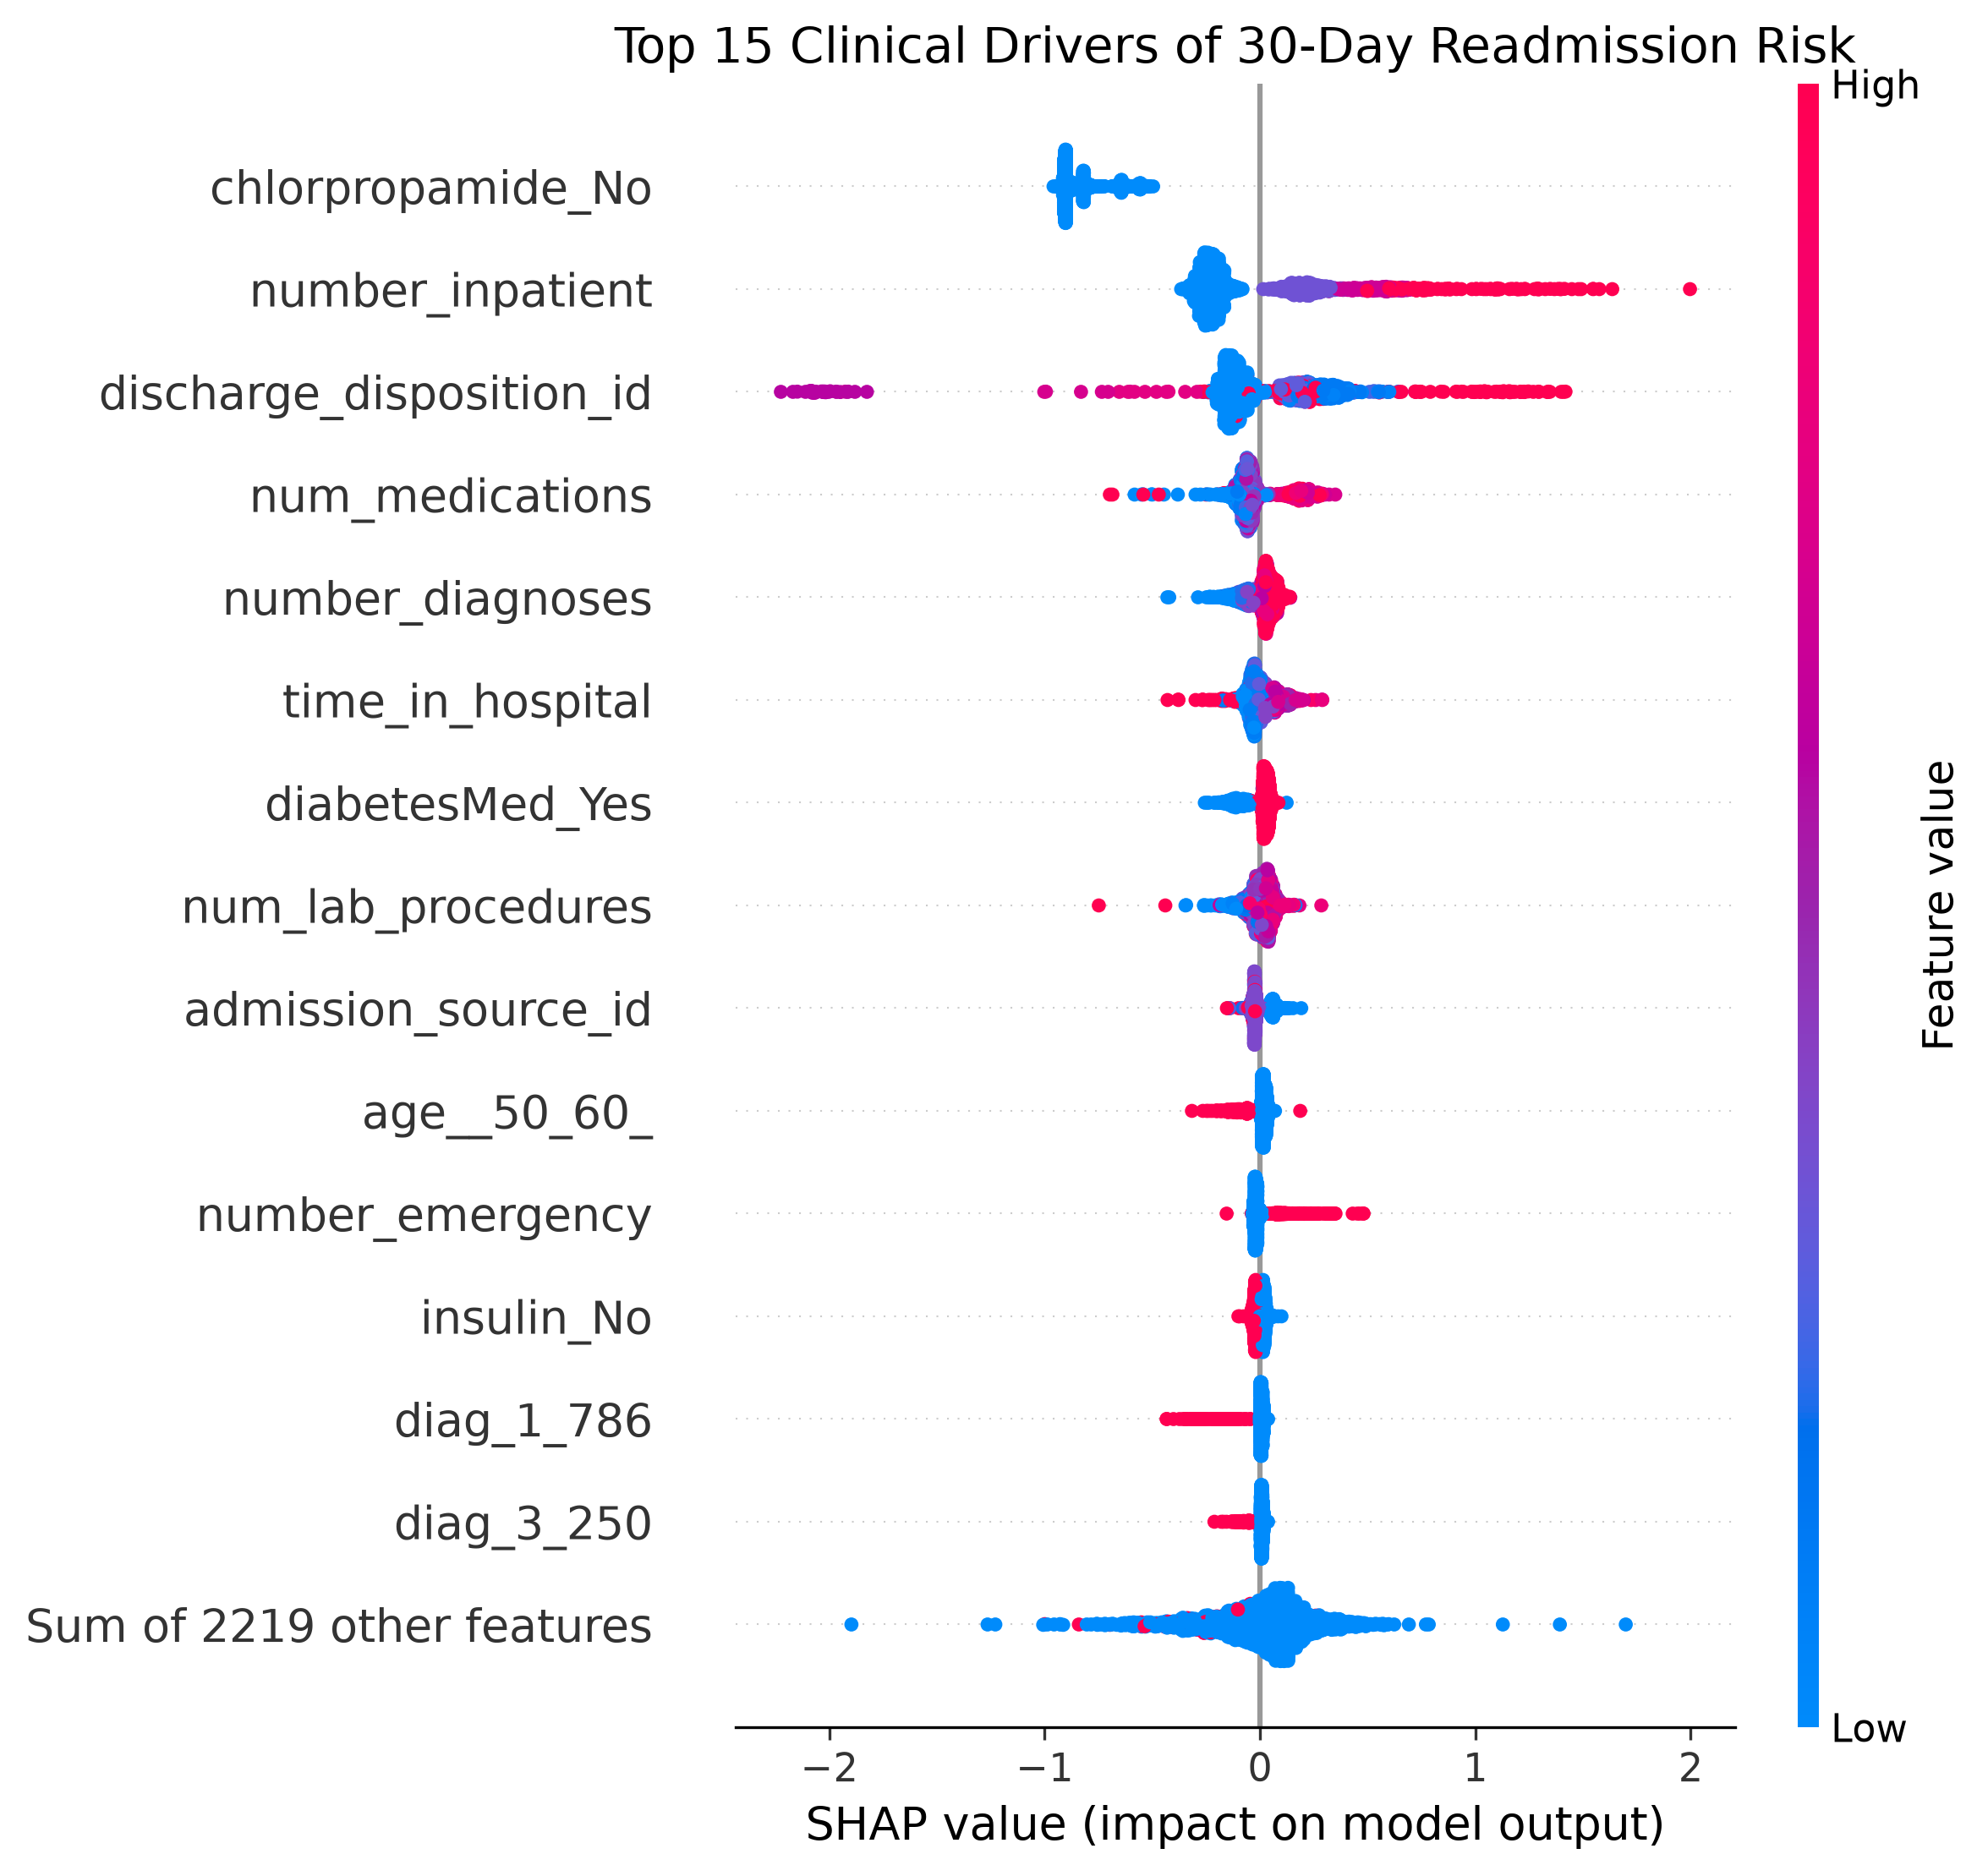 Top 15 Clinical Drivers of 30-Day Readmission Risk
High
chlorpropamide_No
number_inpatient
discharge_disposition_id
num_medications
number_diagnoses
time_in_hospital
diabetesMed_Yes
num_lab_procedures
admission_source_id
age__50_60_
number_emergency
insulin_No
diag_1_786
diag_3_250
Sum of 2219 other features
Feature value
Low
−2 −1 0 1 2
SHAP value (impact on model output)